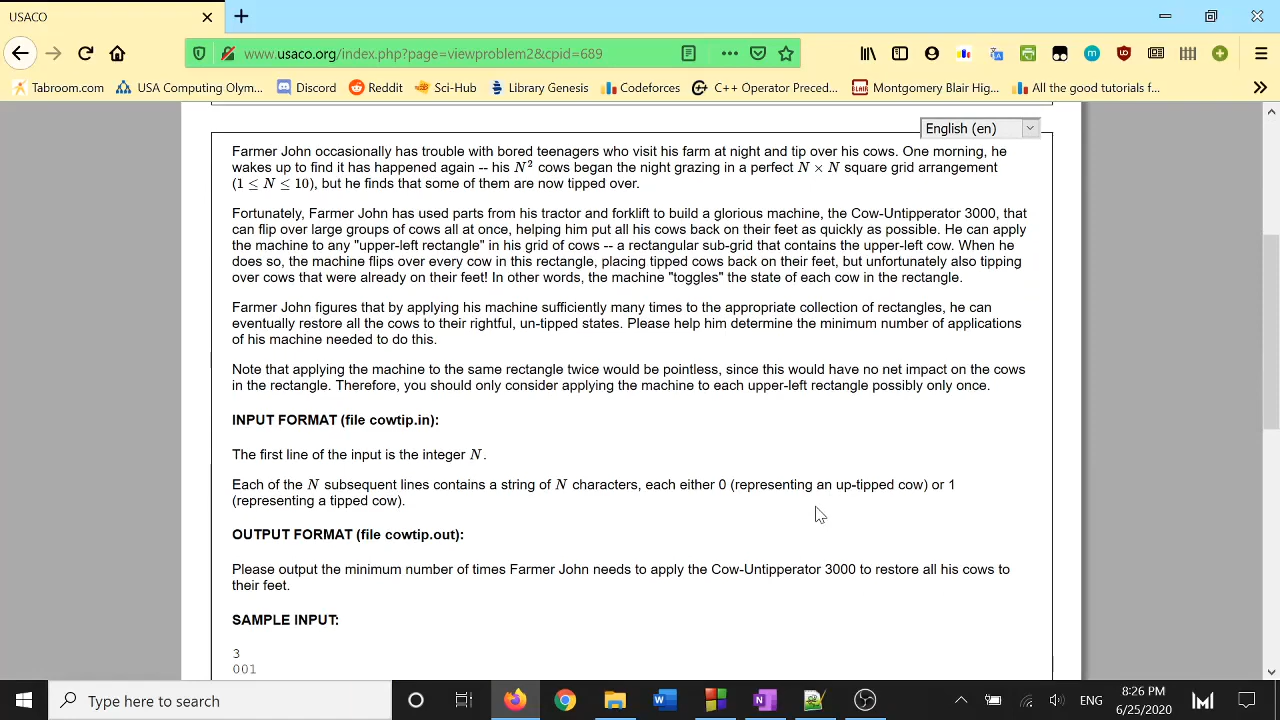 USACO
www.usaco.org/index.php?page=viewproblem2&cpid=689
Tabroom.com USA Computing Olym... Discord Reddit Sci-Hub Library Genesis Codeforces C++ Operator Preced... Montgomery Blair Hig... All the good tutorials f...
English (en)
Farmer John occasionally has trouble with bored teenagers who visit his farm at night and tip over his cows. One morning, he
wakes up to find it has happened again -- his N² cows began the night grazing in a perfect N × N square grid arrangement
(1 ≤ N ≤ 10), but he finds that some of them are now tipped over.
Fortunately, Farmer John has used parts from his tractor and forklift to build a glorious machine, the Cow-Untipperator 3000, that
can flip over large groups of cows all at once, helping him put all his cows back on their feet as quickly as possible. He can apply
the machine to any "upper-left rectangle" in his grid of cows -- a rectangular sub-grid that contains the upper-left cow. When he
does so, the machine flips over every cow in this rectangle, placing tipped cows back on their feet, but unfortunately also tipping
over cows that were already on their feet! In other words, the machine "toggles" the state of each cow in the rectangle.
Farmer John figures that by applying his machine sufficiently many times to the appropriate collection of rectangles, he can
eventually restore all the cows to their rightful, un-tipped states. Please help him determine the minimum number of applications
of his machine needed to do this.
Note that applying the machine to the same rectangle twice would be pointless, since this would have no net impact on the cows
in the rectangle. Therefore, you should only consider applying the machine to each upper-left rectangle possibly only once.
INPUT FORMAT (file cowtip.in):
The first line of the input is the integer N.
Each of the N subsequent lines contains a string of N characters, each either 0 (representing an up-tipped cow) or 1
(representing a tipped cow).
OUTPUT FORMAT (file cowtip.out):
Please output the minimum number of times Farmer John needs to apply the Cow-Untipperator 3000 to restore all his cows to
their feet.
SAMPLE INPUT:
3
001
Type here to search
ENG
8:26 PM
6/25/2020